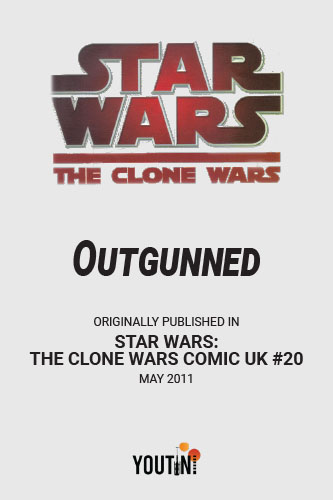 STAR
WARS
THE CLONE WARS
OUTGUNNED
ORIGINALLY PUBLISHED IN
STAR WARS:
THE CLONE WARS COMIC UK #20
MAY 2011
YOUTINI